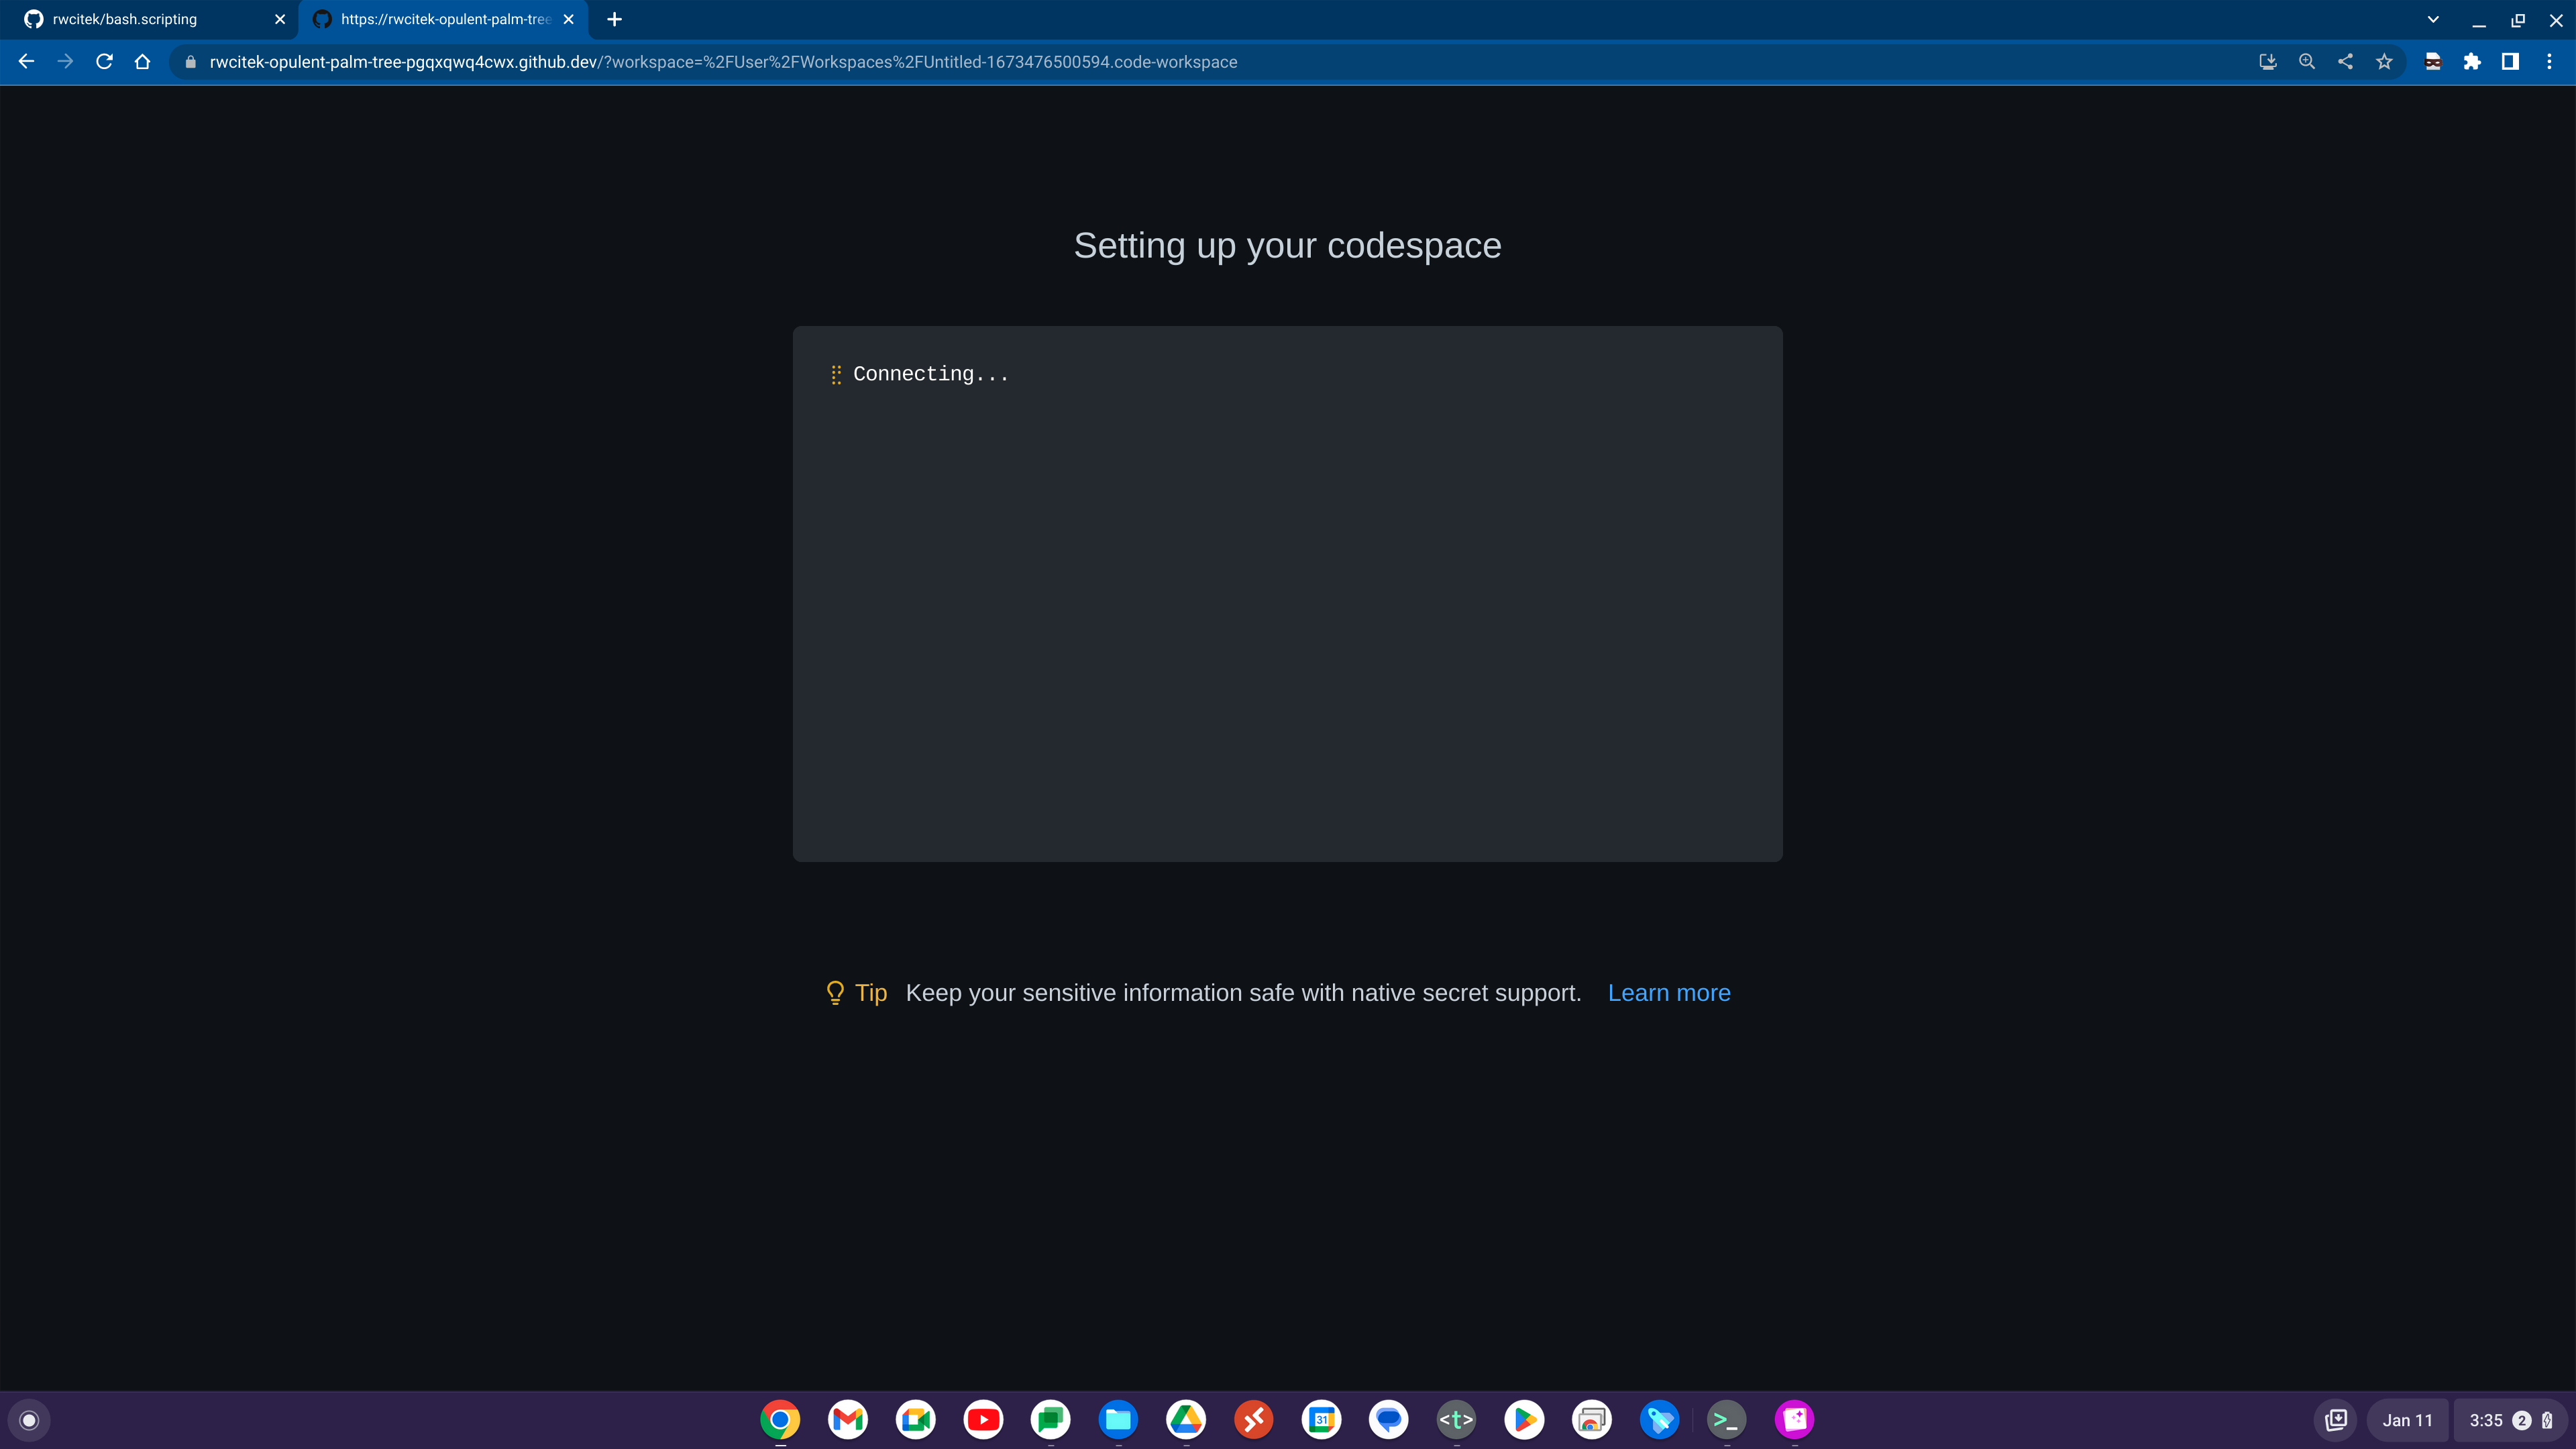 rwcitek/bash.scripting
https://rwcitek-opulent-palm-tree
rwcitek-opulent-palm-tree-pgqxqwq4cwx.github.dev/?workspace=%2FUser%2FWorkspaces%2FUntitled-1673476500594.code-workspace
Setting up your codespace
Connecting...
Tip Keep your sensitive information safe with native secret support. Learn more
31
<t>
>_
Jan 11
3:35 2